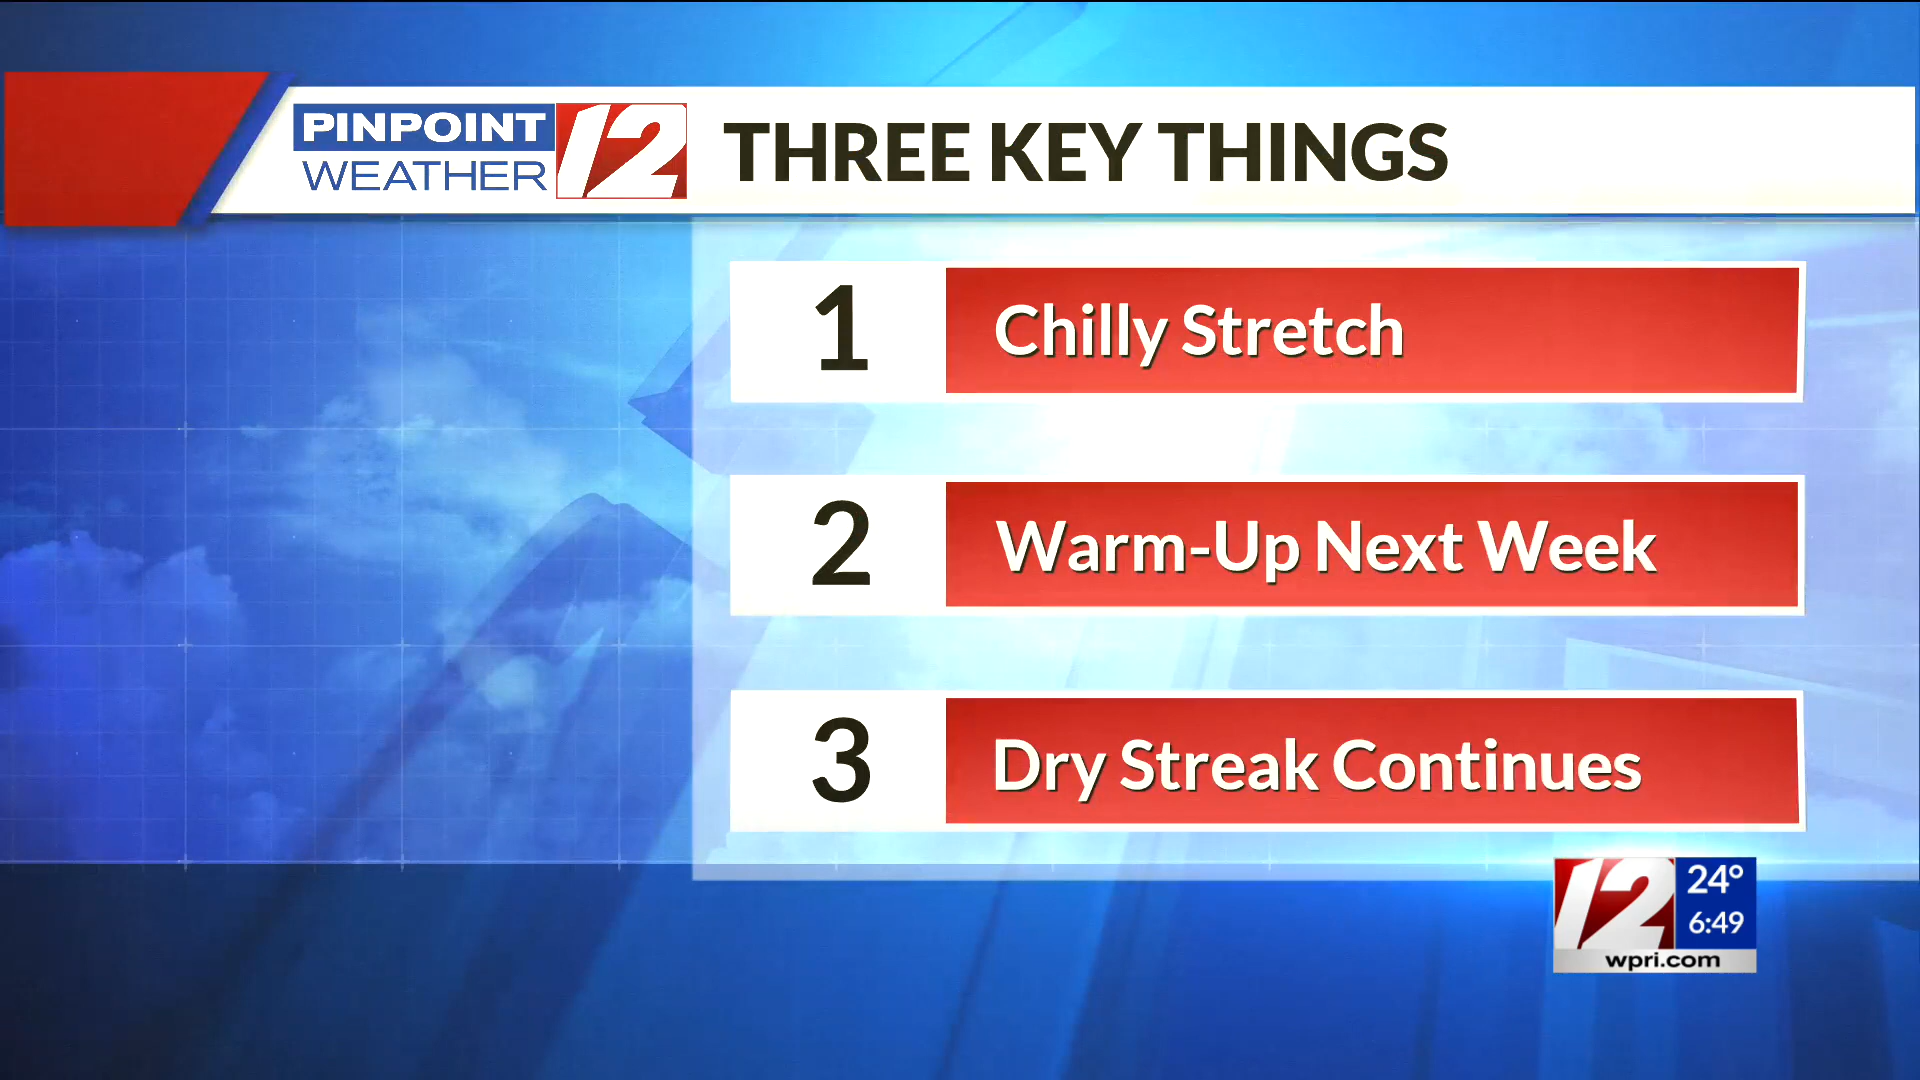 PINPOINT
WEATHER 12
THREE KEY THINGS
1 Chilly Stretch
2 Warm-Up Next Week
3 Dry Streak Continues
12
24°
6:49
wpri.com